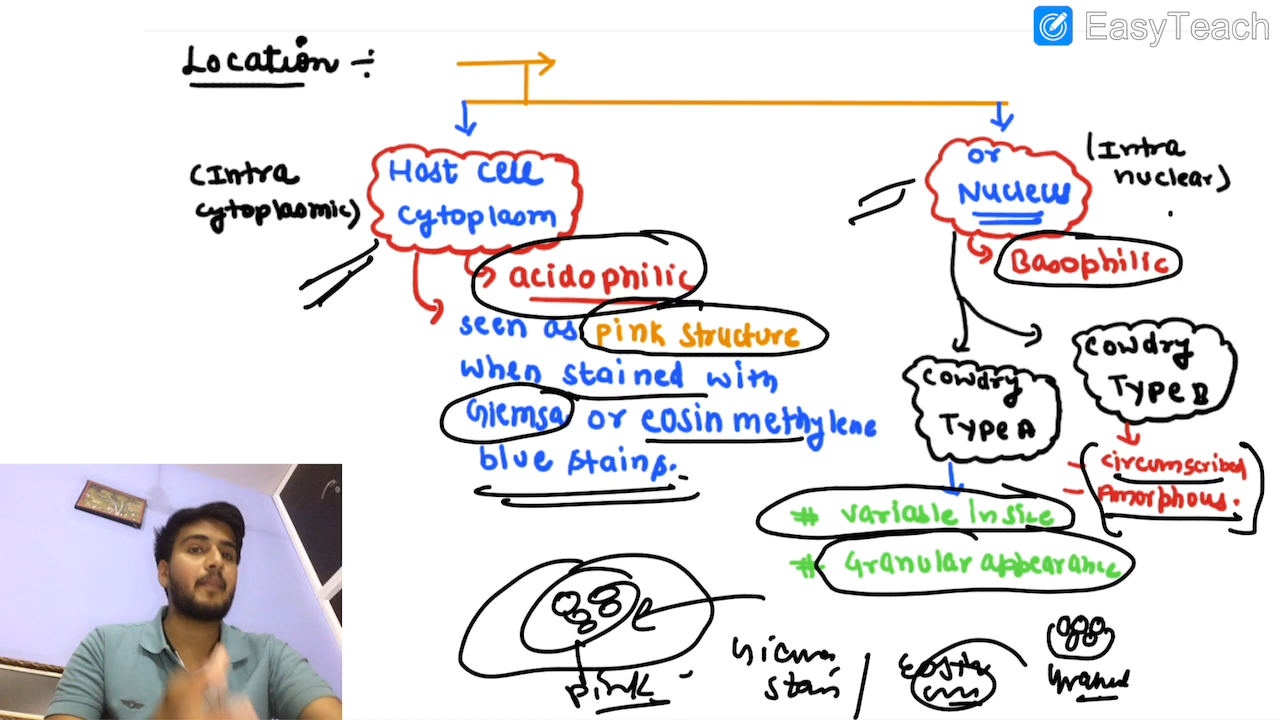 EasyTeach
Location ÷
(Intra
cytoplasmic)
Host cell
cytoplasm
or
Nucleus
(Intra
nuclear)
acidophilic
Basophilic
seen as pink structure
when stained with
Giemsa or eosin methylene
blue stains.
cowdry
Type A
cowdry
Type B
- circumscribed
- Amorphous.
# variable in size
# Granular appearance
pink
stain